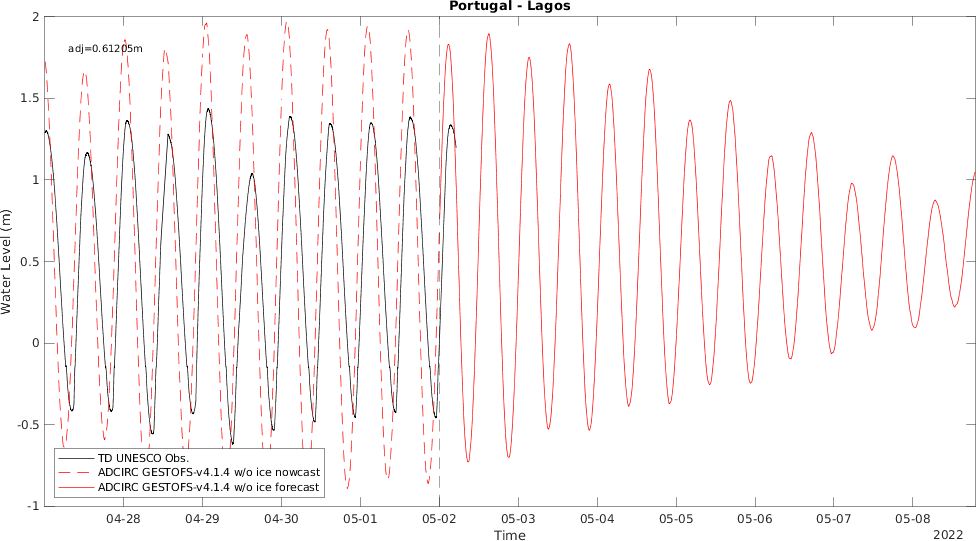 Portugal - Lagos
adj=0.61205m
Water Level (m)
2
1.5
1
0.5
0
-0.5
-1
TD UNESCO Obs.
ADCIRC GESTOFS-v4.1.4 w/o ice nowcast
ADCIRC GESTOFS-v4.1.4 w/o ice forecast
04-28 04-29 04-30 05-01 05-02 05-03 05-04 05-05 05-06 05-07 05-08
Time
2022